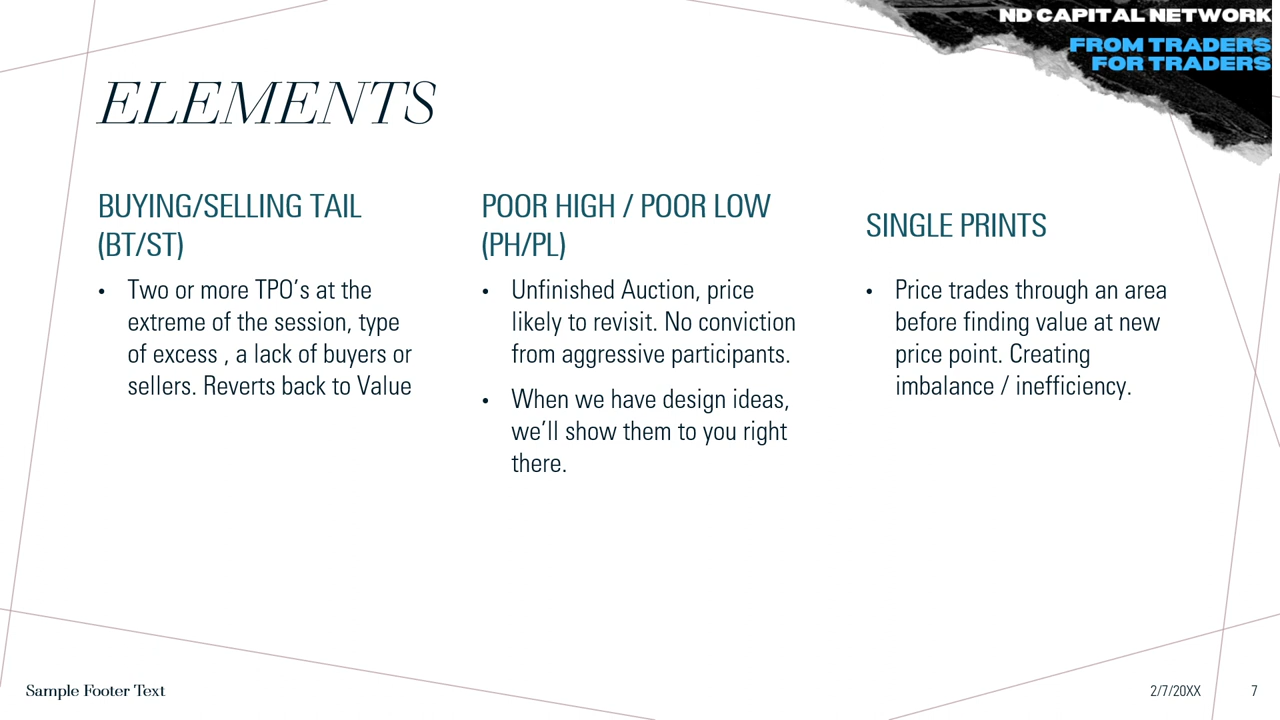 ND CAPITAL NETWORK
FROM TRADERS
FOR TRADERS
ELEMENTS
BUYING/SELLING TAIL
(BT/ST)
• Two or more TPO’s at the
extreme of the session, type
of excess , a lack of buyers or
sellers. Reverts back to Value
POOR HIGH / POOR LOW
(PH/PL)
• Unfinished Auction, price
likely to revisit. No conviction
from aggressive participants.
• When we have design ideas,
we’ll show them to you right
there.
SINGLE PRINTS
• Price trades through an area
before finding value at new
price point. Creating
imbalance / inefficiency.
Sample Footer Text
2/7/20XX
7